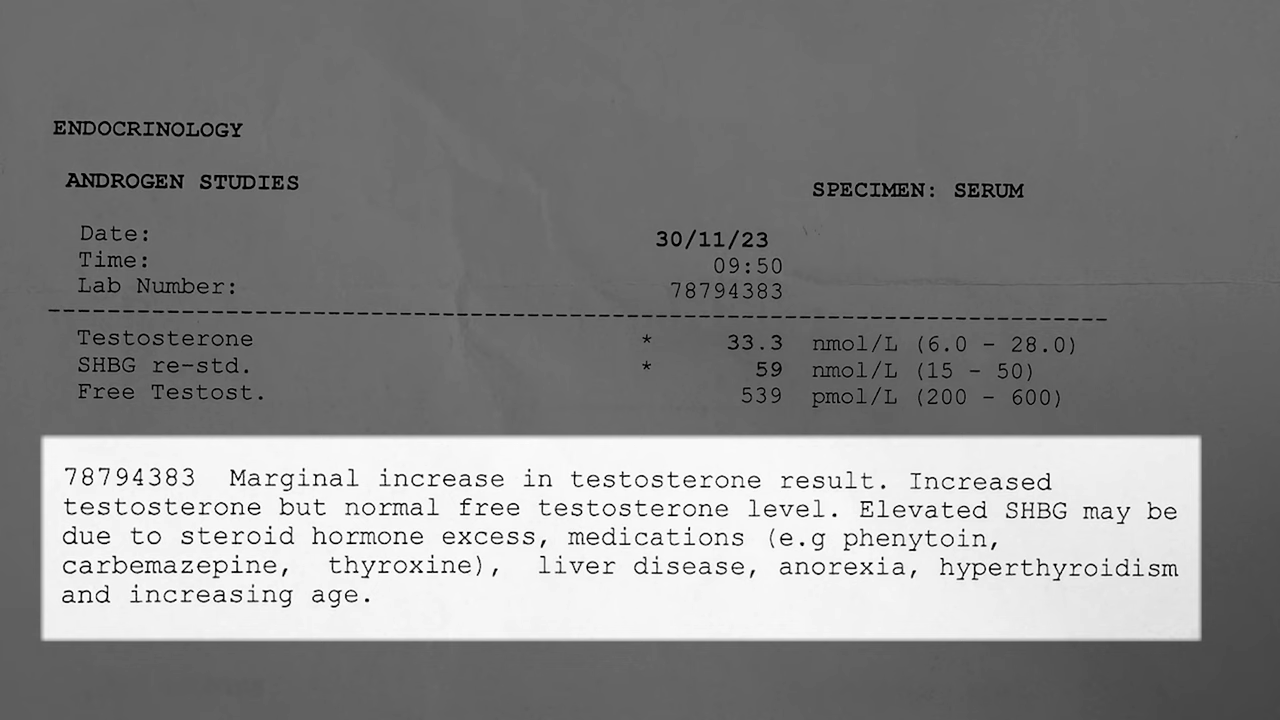 ENDOCRINOLOGY
ANDROGEN STUDIES
SPECIMEN: SERUM
Date: 30/11/23
Time: 09:50
Lab Number: 78794383
Testosterone * 33.3 nmol/L (6.0 - 28.0)
SHBG re-std. * 59 nmol/L (15 - 50)
Free Testost. 539 pmol/L (200 - 600)
78794383 Marginal increase in testosterone result. Increased
testosterone but normal free testosterone level. Elevated SHBG may be
due to steroid hormone excess, medications (e.g phenytoin,
carbemazepine, thyroxine), liver disease, anorexia, hyperthyroidism
and increasing age.